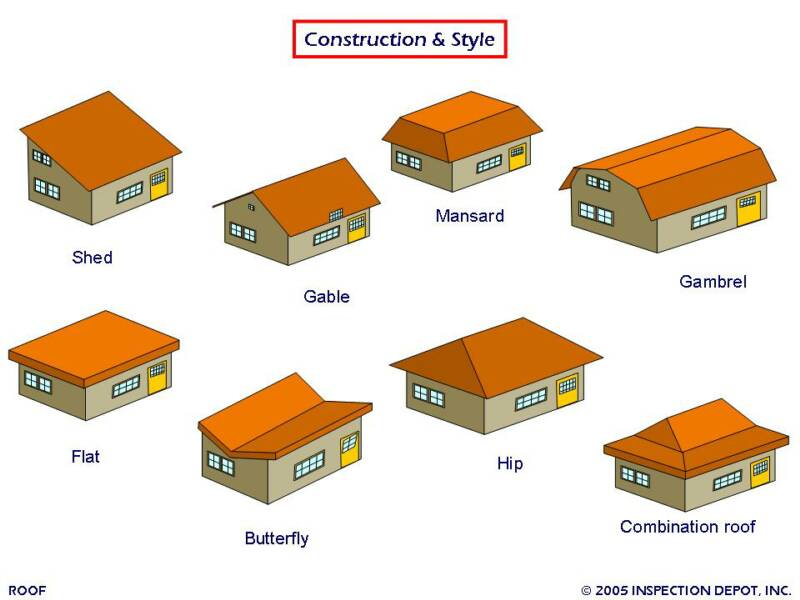 Construction & Style
Shed
Gable
Mansard
Gambrel
Flat
Butterfly
Hip
Combination roof
ROOF
© 2005 INSPECTION DEPOT, INC.